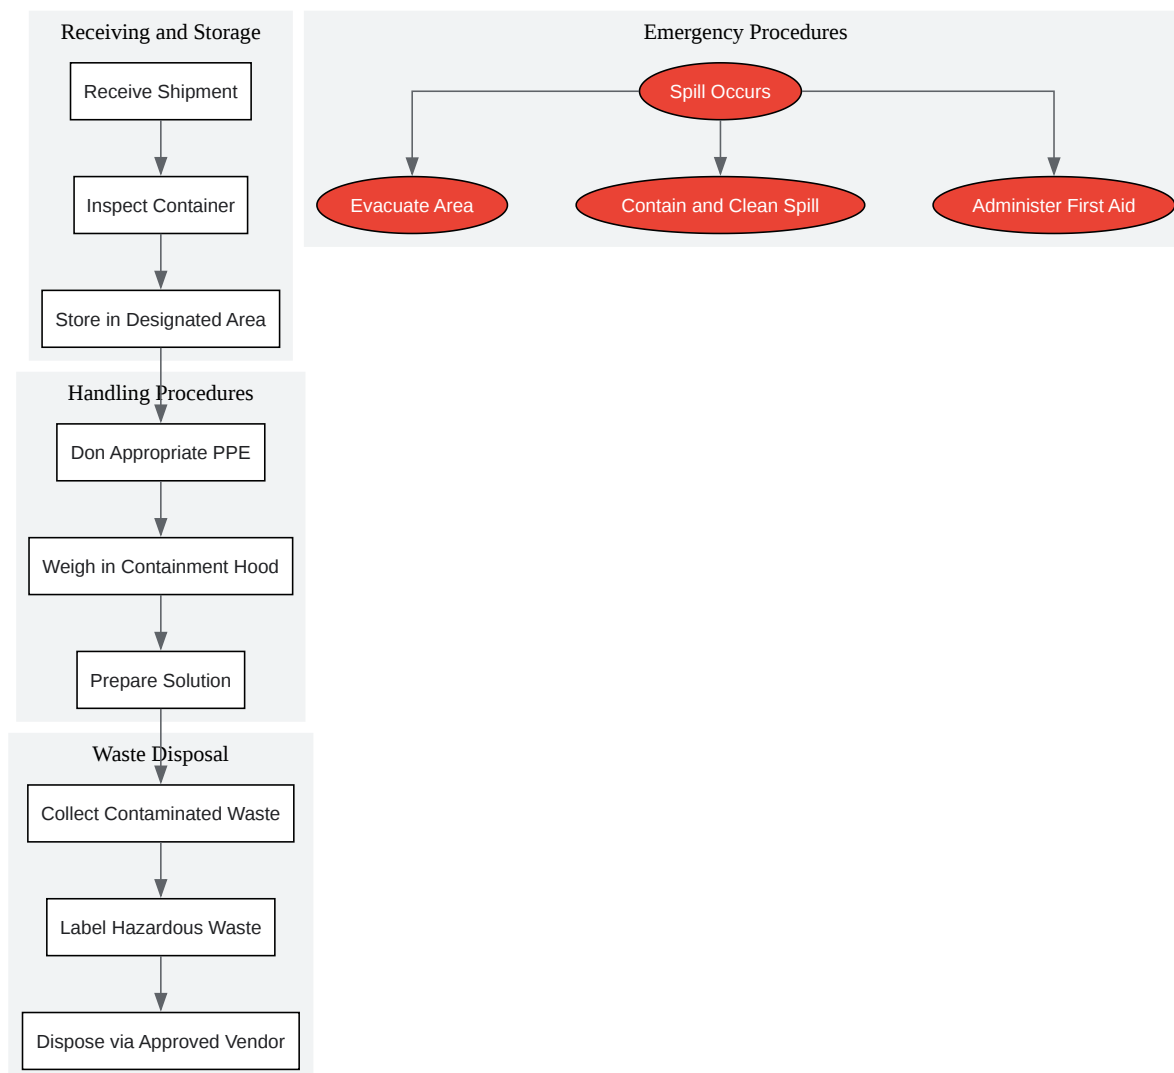 Receiving and Storage
Receive Shipment
Inspect Container
Store in Designated Area
Handling Procedures
Don Appropriate PPE
Weigh in Containment Hood
Prepare Solution
Waste Disposal
Collect Contaminated Waste
Label Hazardous Waste
Dispose via Approved Vendor
Emergency Procedures
Spill Occurs
Evacuate Area
Contain and Clean Spill
Administer First Aid